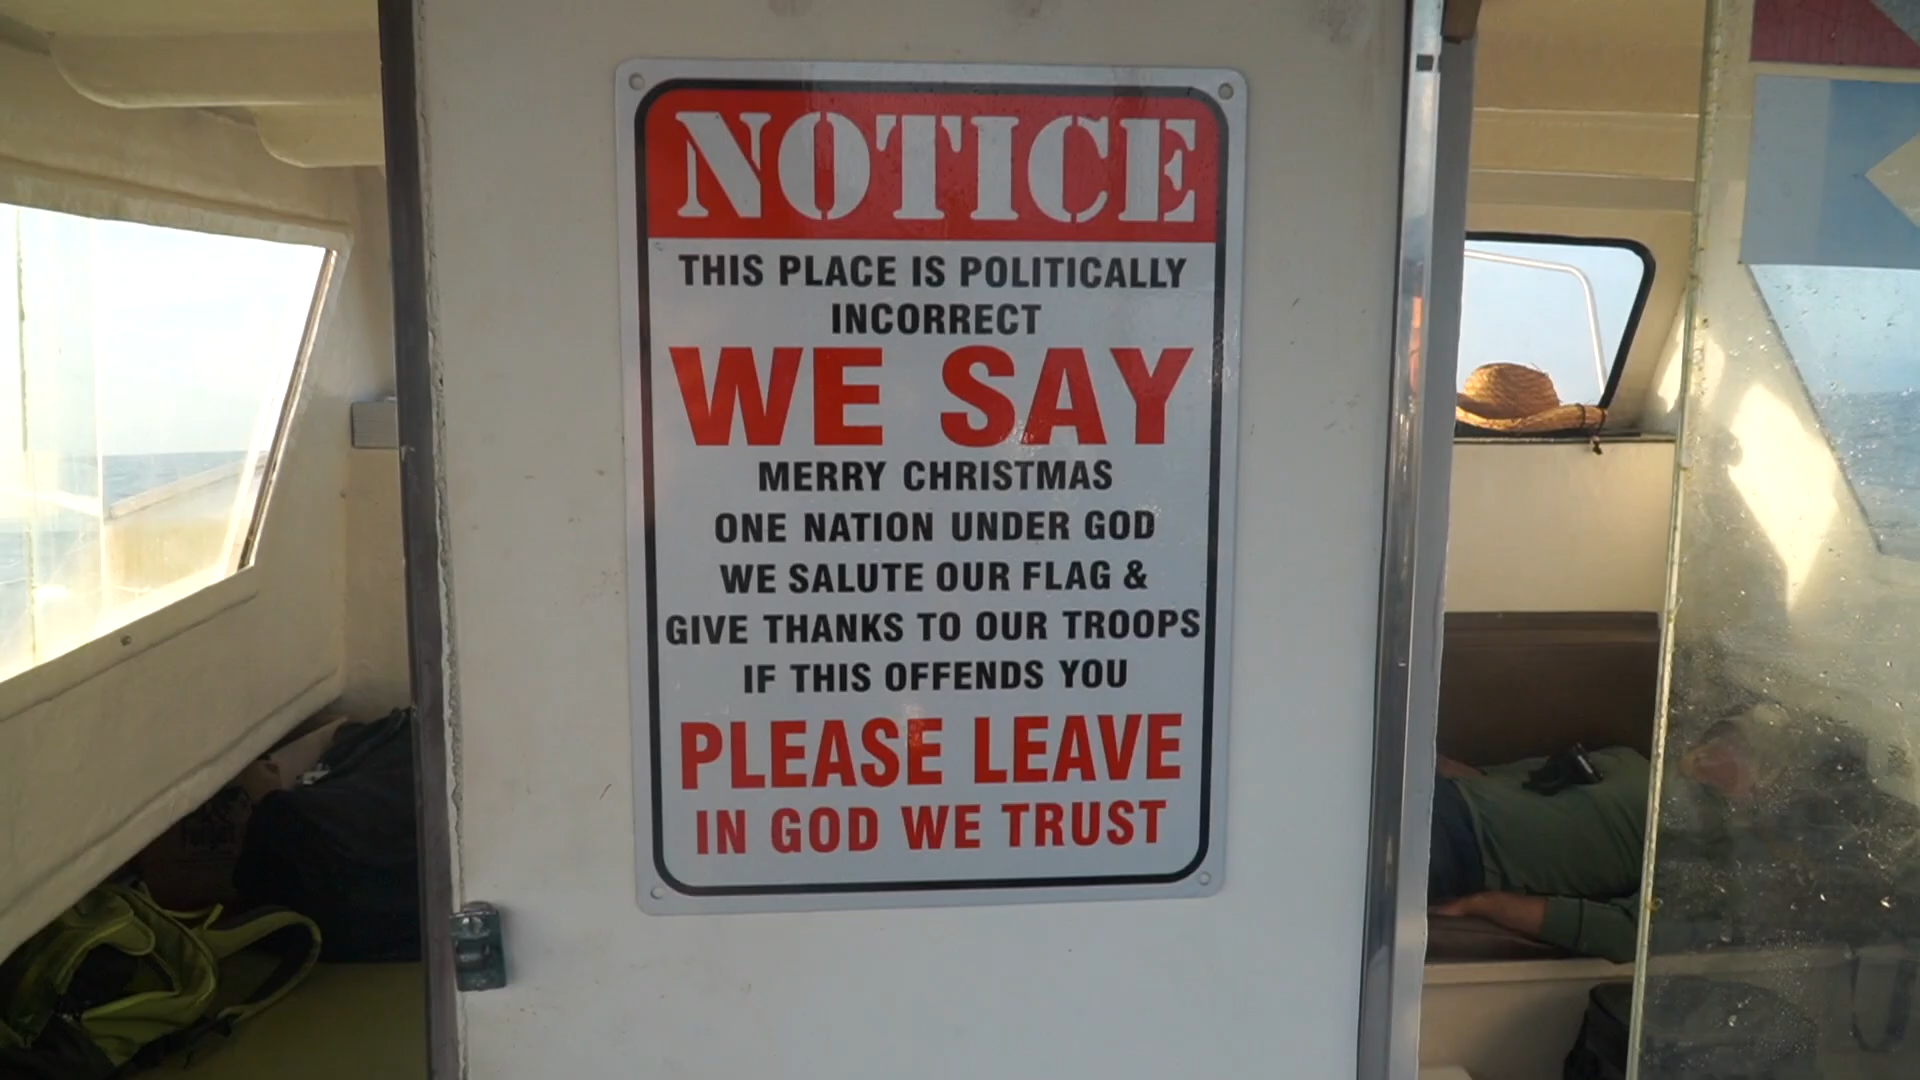 NOTICE
THIS PLACE IS POLITICALLY
INCORRECT
WE SAY
MERRY CHRISTMAS
ONE NATION UNDER GOD
WE SALUTE OUR FLAG &
GIVE THANKS TO OUR TROOPS
IF THIS OFFENDS YOU
PLEASE LEAVE
IN GOD WE TRUST